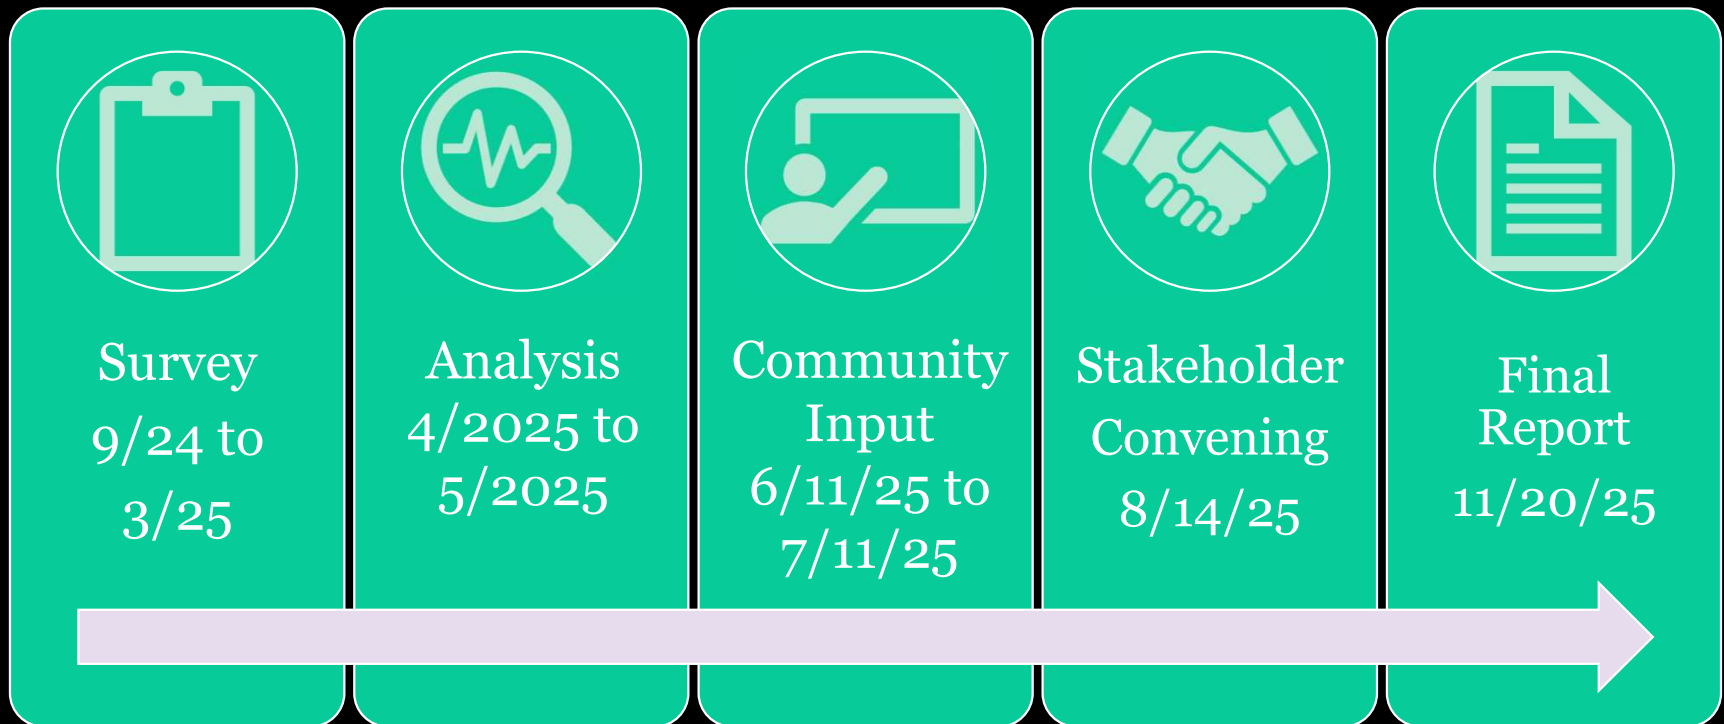 Survey
9/24 to
3/25
Analysis
4/2025 to
5/2025
Community
Input
6/11/25 to
7/11/25
Stakeholder
Convening
8/14/25
Final
Report
11/20/25